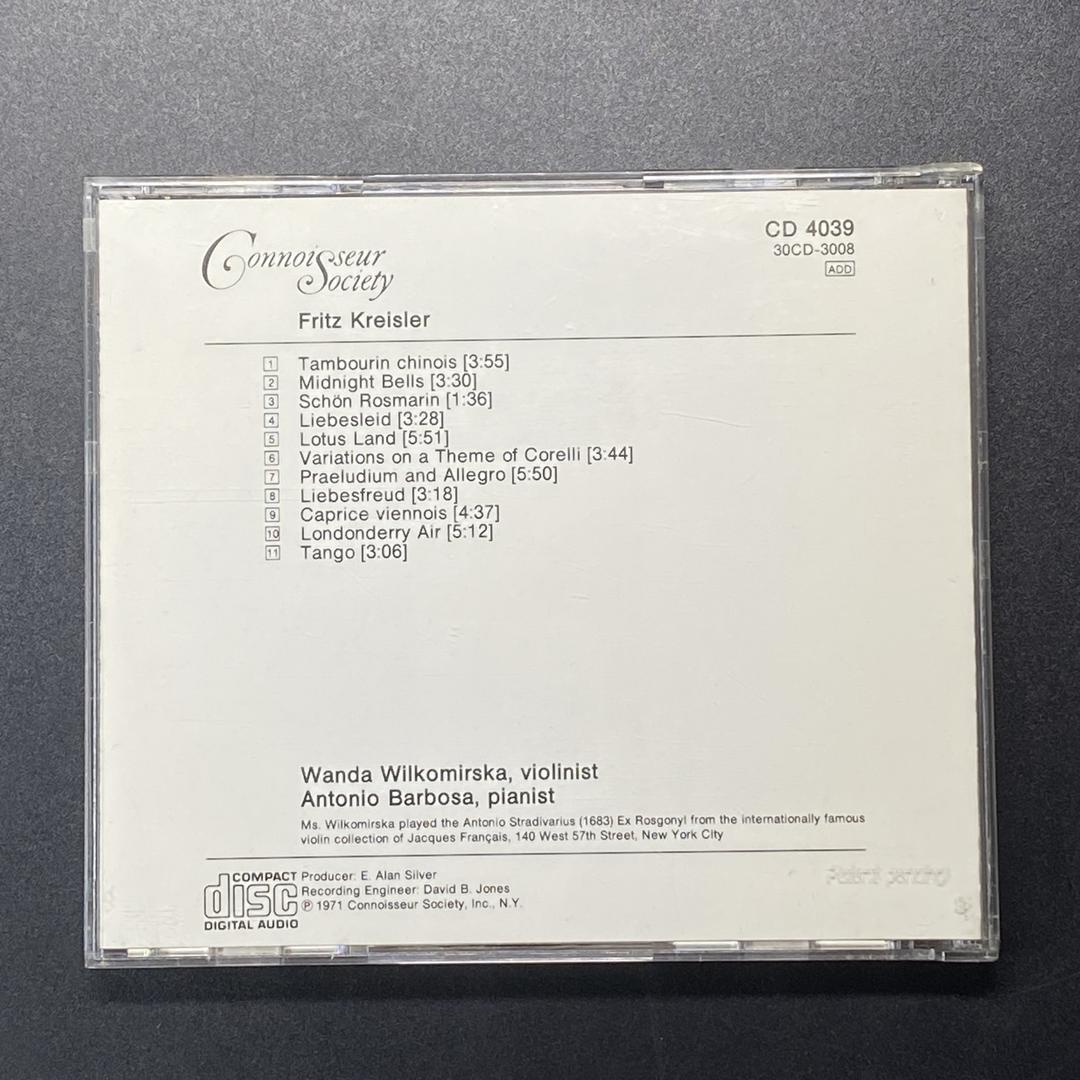 Connoisseur
Society
CD 4039
30CD-3008
ADD
Fritz Kreisler
1 Tambourin chinois [3:55]
2 Midnight Bells [3:30]
3 Schön Rosmarin [1:36]
4 Liebesleid [3:28]
5 Lotus Land [5:51]
6 Variations on a Theme of Corelli [3:44]
7 Praeludium and Allegro [5:50]
8 Liebesfreud [3:18]
9 Caprice viennois [4:37]
10 Londonderry Air [5:12]
11 Tango [3:06]
Wanda Wilkomirska, violinist
Antonio Barbosa, pianist
Ms. Wilkomirska played the Antonio Stradivarius (1683) Ex Rosgonyl from the internationally famous
violin collection of Jacques Français, 140 West 57th Street, New York City
COMPACT
disc
DIGITAL AUDIO
Producer: E. Alan Silver
Recording Engineer: David B. Jones
℗ 1971 Connoisseur Society, Inc., N.Y.
Patent pending